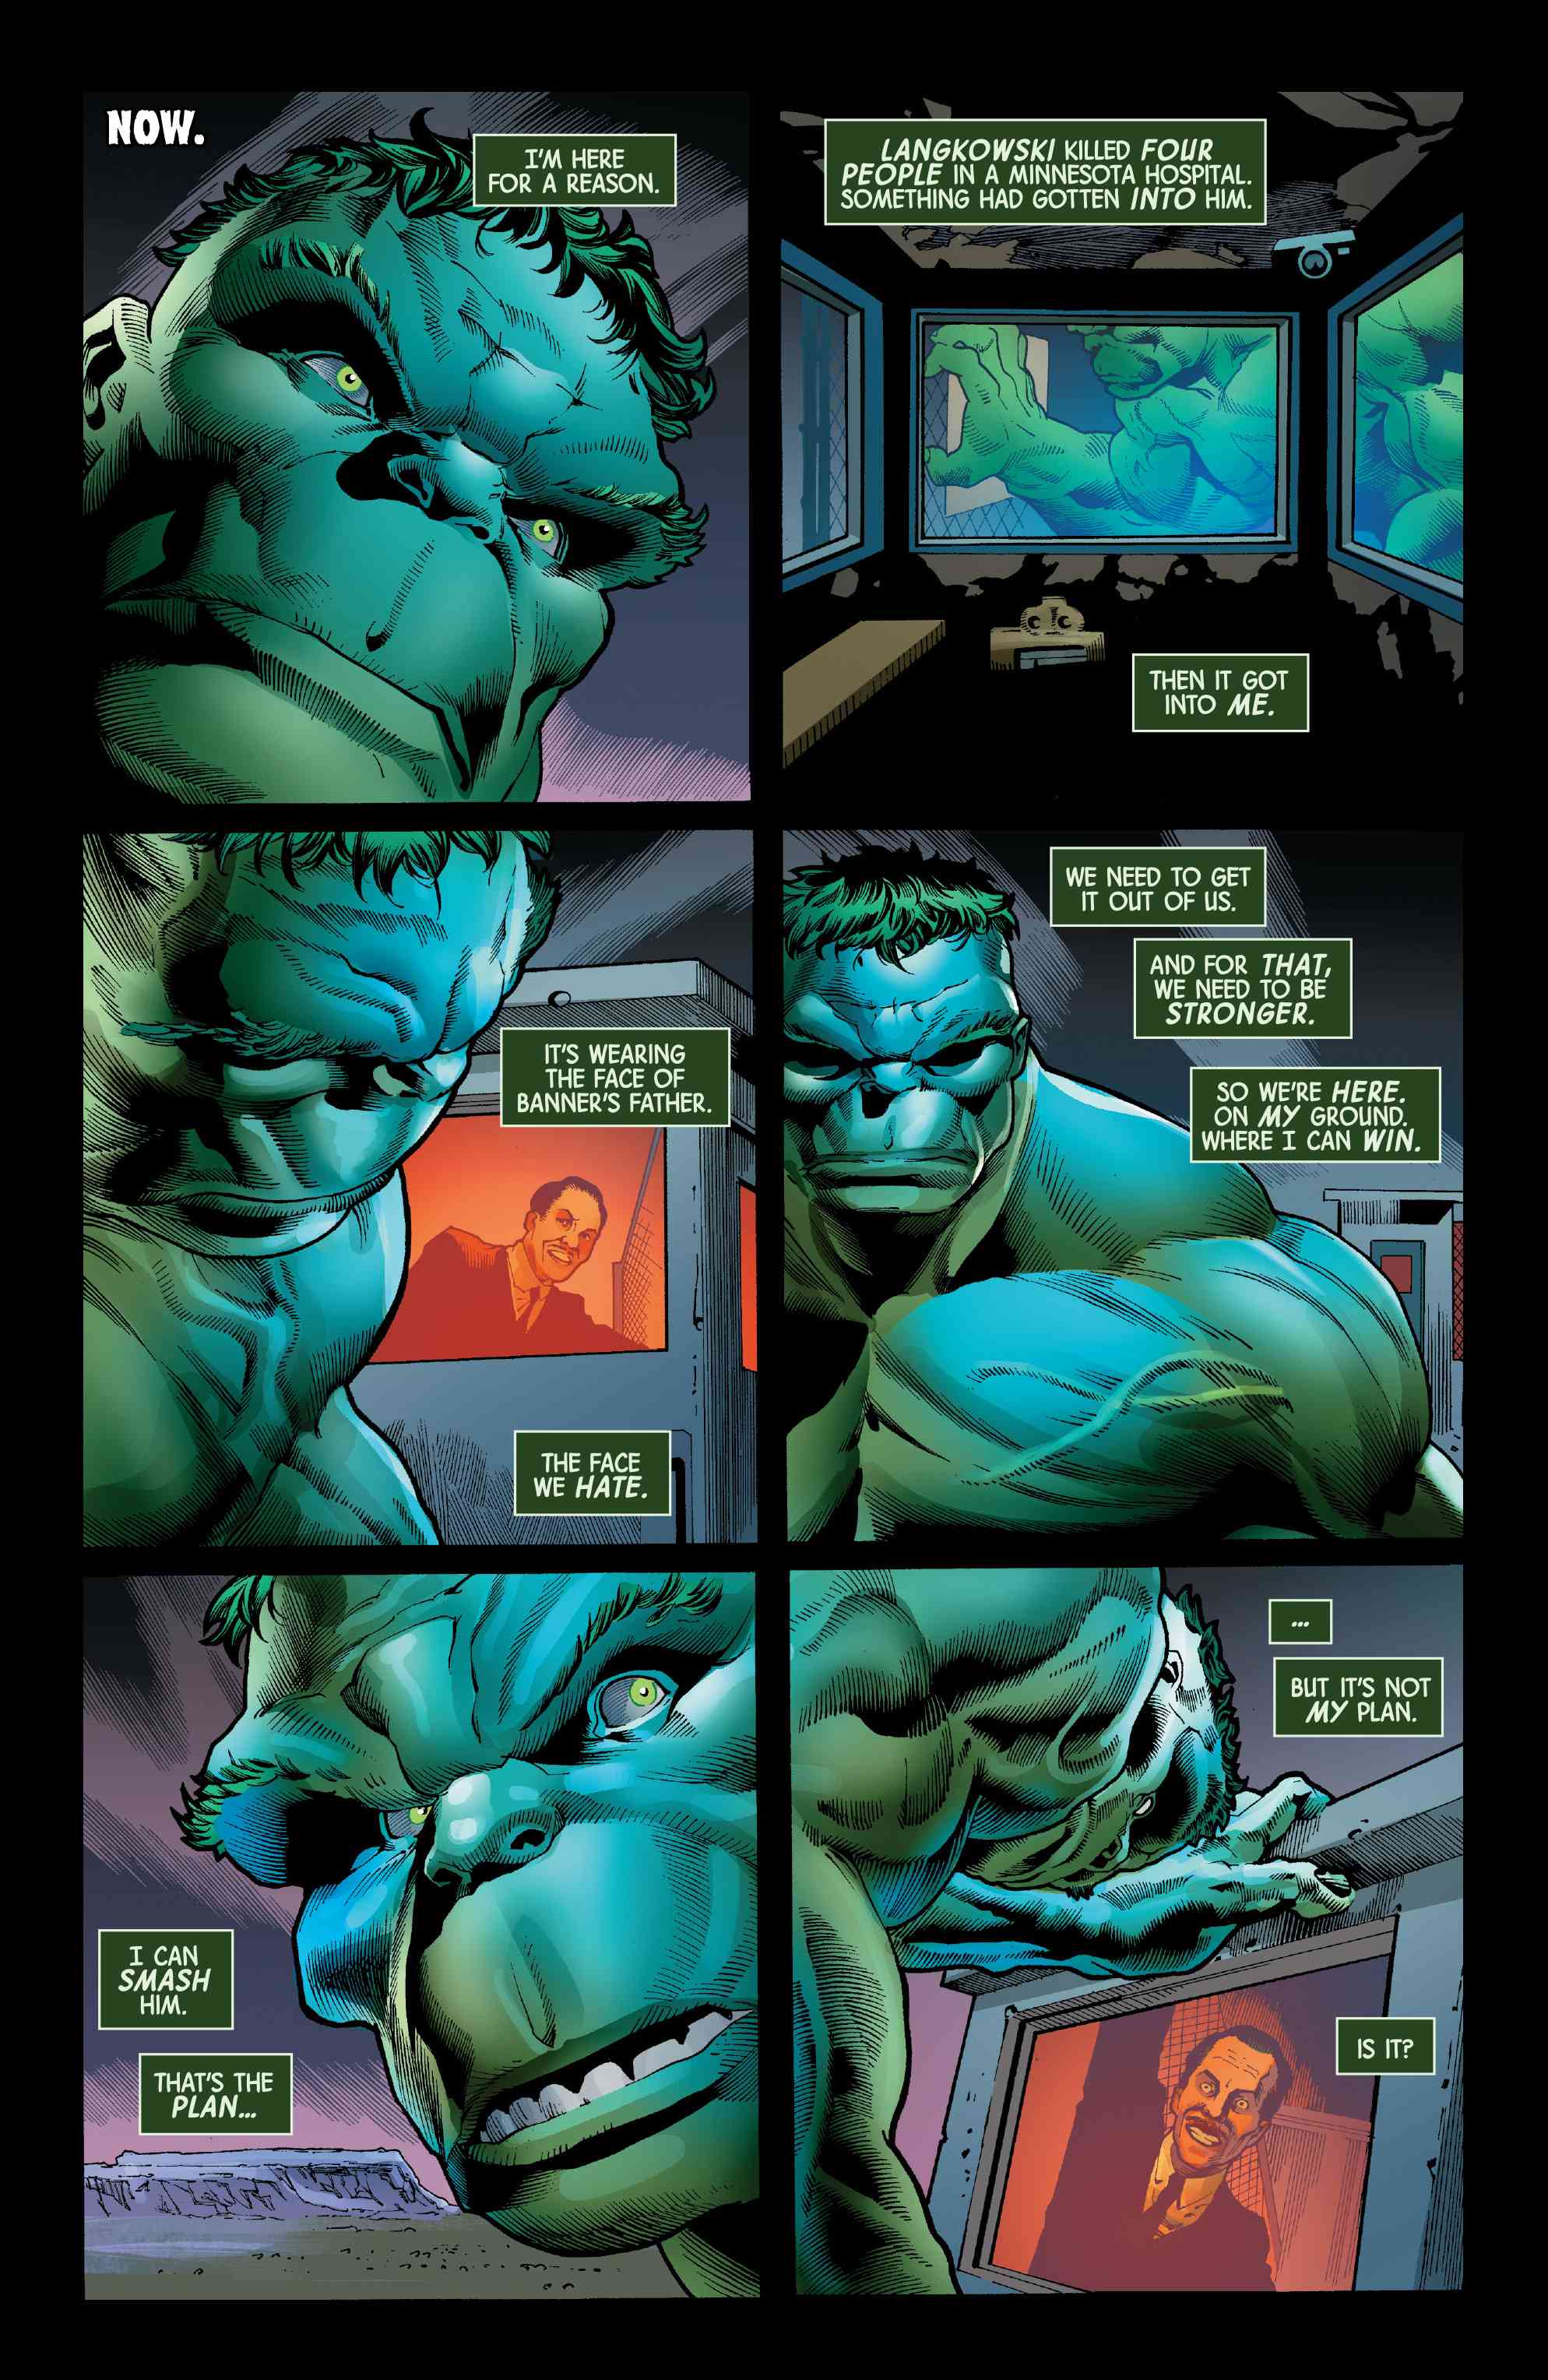 NOW.
I'M HERE
FOR A REASON.
LANGKOWSKI KILLED FOUR
PEOPLE IN A MINNESOTA HOSPITAL.
SOMETHING HAD GOTTEN INTO HIM.
THEN IT GOT
INTO ME.
IT'S WEARING
THE FACE OF
BANNER'S FATHER.
THE FACE
WE HATE.
WE NEED TO GET
IT OUT OF US.
AND FOR THAT,
WE NEED TO BE
STRONGER.
SO WE'RE HERE.
ON MY GROUND.
WHERE I CAN WIN.
I CAN
SMASH
HIM.
THAT'S THE
PLAN...
...
BUT IT'S NOT
MY PLAN.
IS IT?